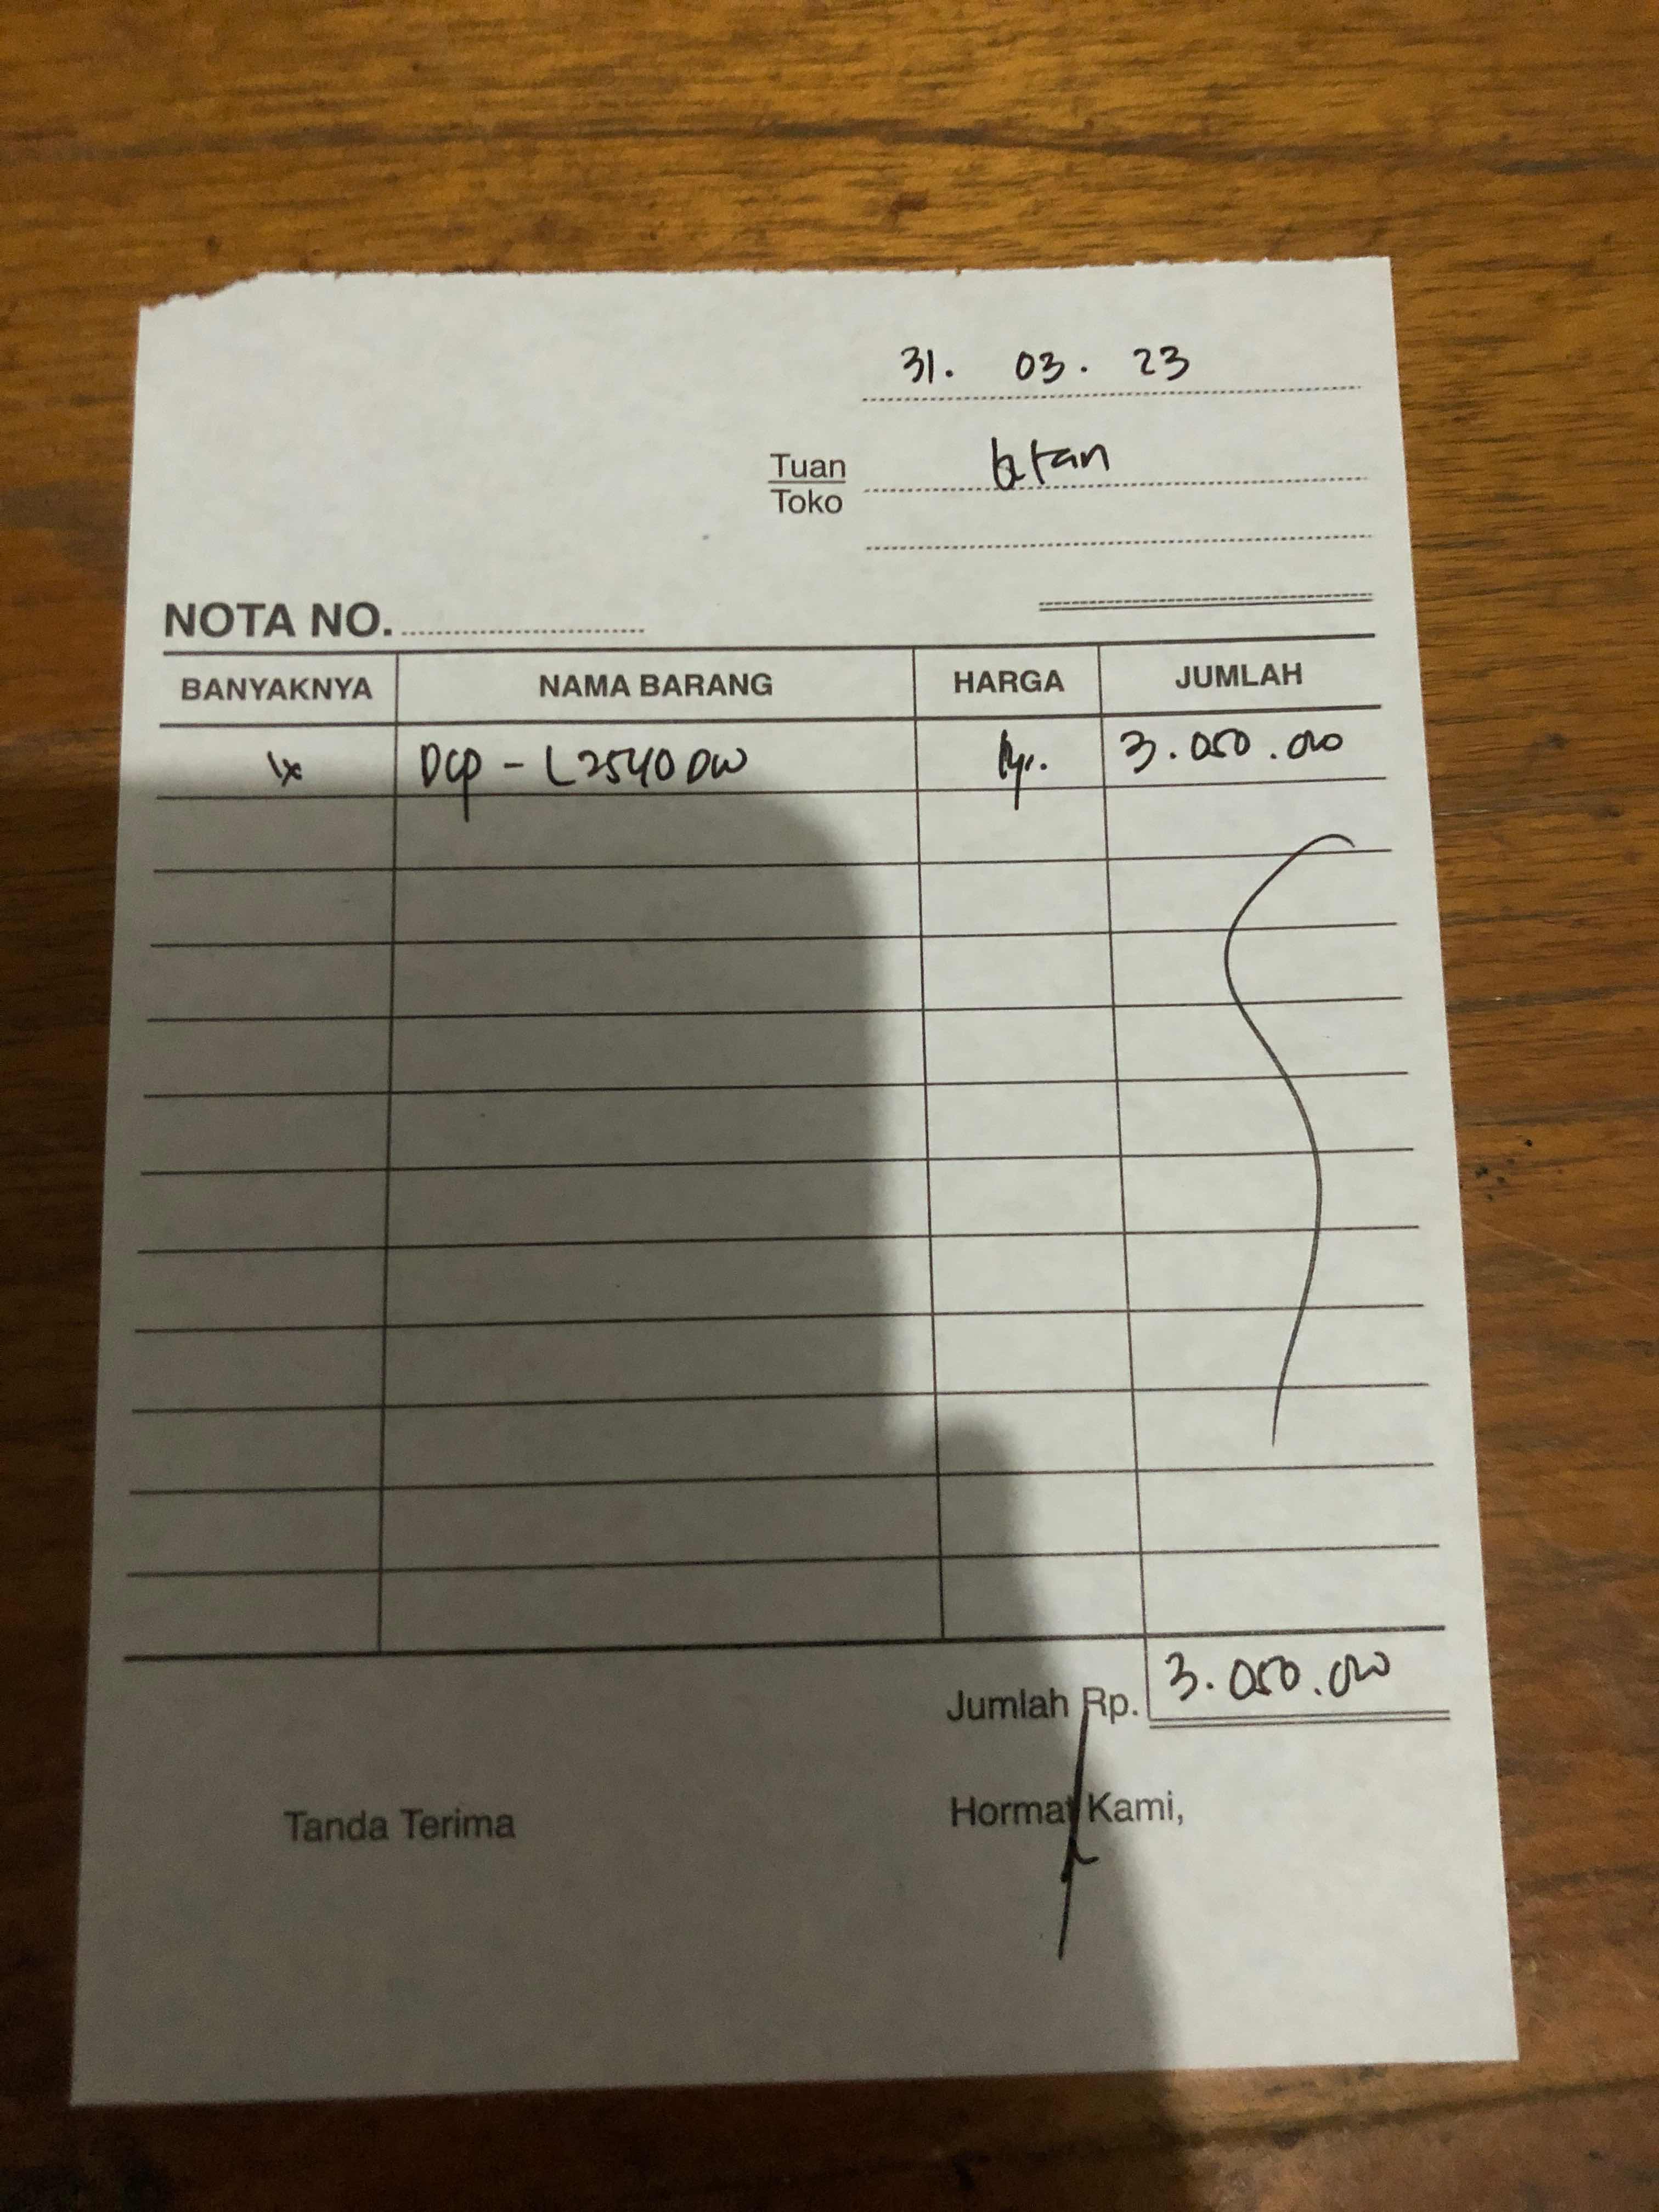 31. 03. 23
Tuan
Toko
NOTA NO.
BANYAKNYA NAMA BARANG HARGA JUMLAH
1x DCP - L2540DW Rp. 3.050.000
Jumlah Rp. 3.050.000
Tanda Terima Hormat Kami,